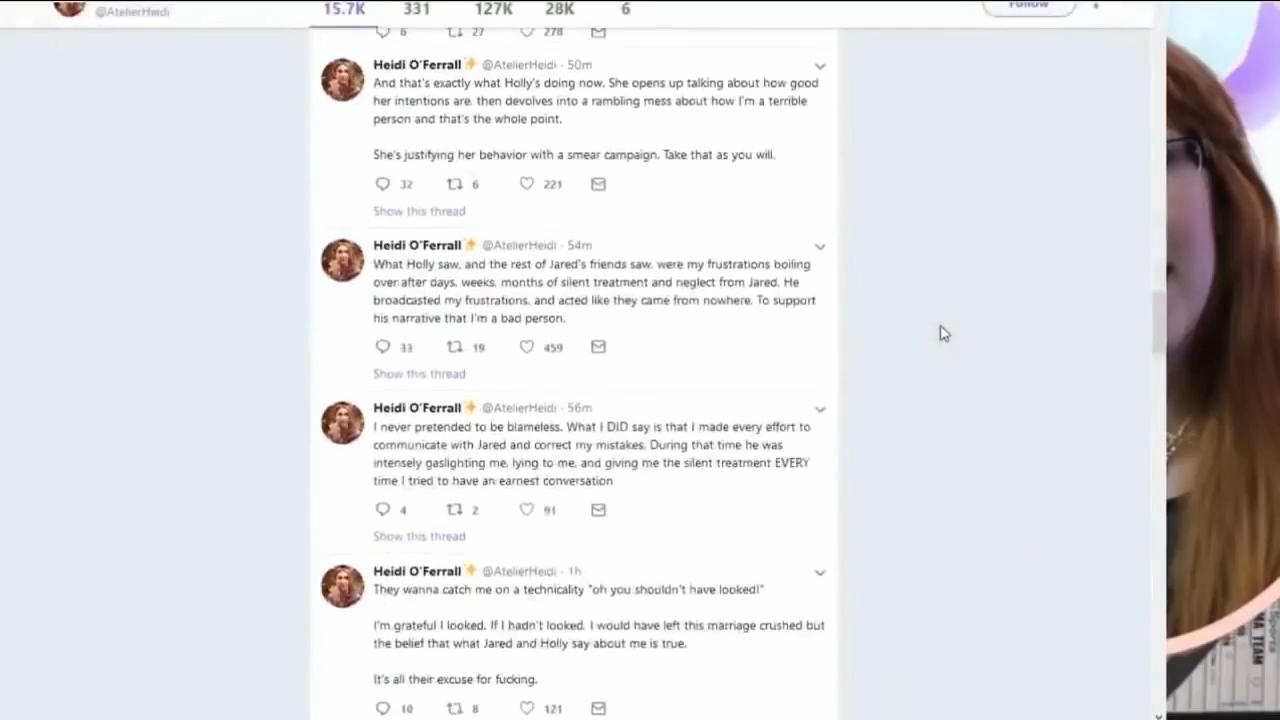 @AtelierHeidi
15.7K 331 127K 28K 6
Follow
6 27 278
Heidi O'Ferrall✨ @AtelierHeidi · 50m
And that's exactly what Holly's doing now. She opens up talking about how good
her intentions are, then devolves into a rambling mess about how I'm a terrible
person and that's the whole point.
She's justifying her behavior with a smear campaign. Take that as you will.
32 6 221
Show this thread
Heidi O'Ferrall✨ @AtelierHeidi · 54m
What Holly saw, and the rest of Jared's friends saw, were my frustrations boiling
over after days, weeks, months of silent treatment and neglect from Jared. He
broadcasted my frustrations, and acted like they came from nowhere. To support
his narrative that I'm a bad person.
33 19 459
Show this thread
Heidi O'Ferrall✨ @AtelierHeidi · 56m
I never pretended to be blameless. What I DID say is that I made every effort to
communicate with Jared and correct my mistakes. During that time he was
intensely gaslighting me, lying to me, and giving me the silent treatment EVERY
time I tried to have an earnest conversation
4 2 91
Show this thread
Heidi O'Ferrall✨ @AtelierHeidi · 1h
They wanna catch me on a technicality "oh you shouldn't have looked!"
I'm grateful I looked. If I hadn't looked, I would have left this marriage crushed but
the belief that what Jared and Holly say about me is true.
It's all their excuse for fucking.
10 8 121
TEAM